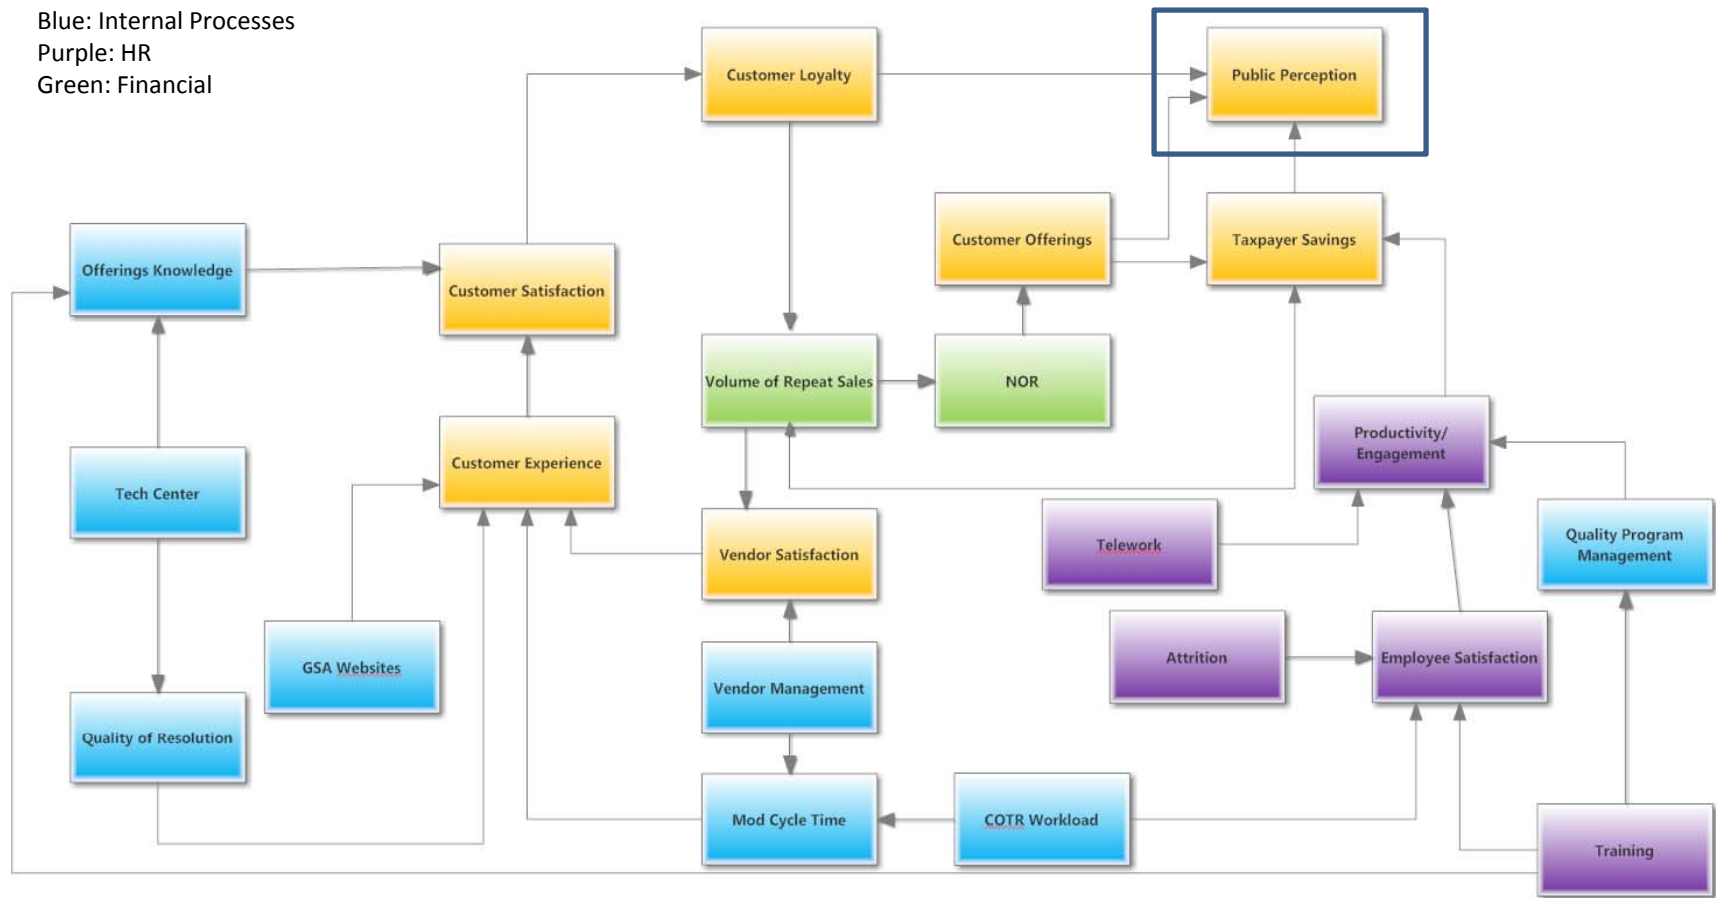 Blue: Internal Processes
Purple: HR
Green: Financial
Customer Loyalty
Public Perception
Offerings Knowledge
Customer Satisfaction
Customer Offerings
Taxpayer Savings
Volume of Repeat Sales
NOR
Productivity/
Engagement
Tech Center
Customer Experience
Vendor Satisfaction
Telework
Quality Program
Management
GSA Websites
Vendor Management
Attrition
Employee Satisfaction
Quality of Resolution
Mod Cycle Time
COTR Workload
Training